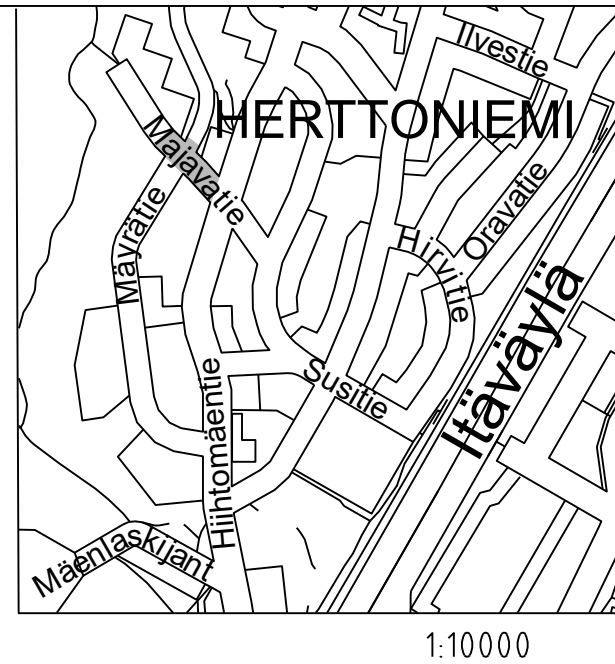 Ilvestie
HERTTONIEMI
Majavatie
Oravatie
Mäyrätie
Hirvitie
Itäväylä
Susitie
Hiihtomäentie
Mäenlaskijant
1:10000